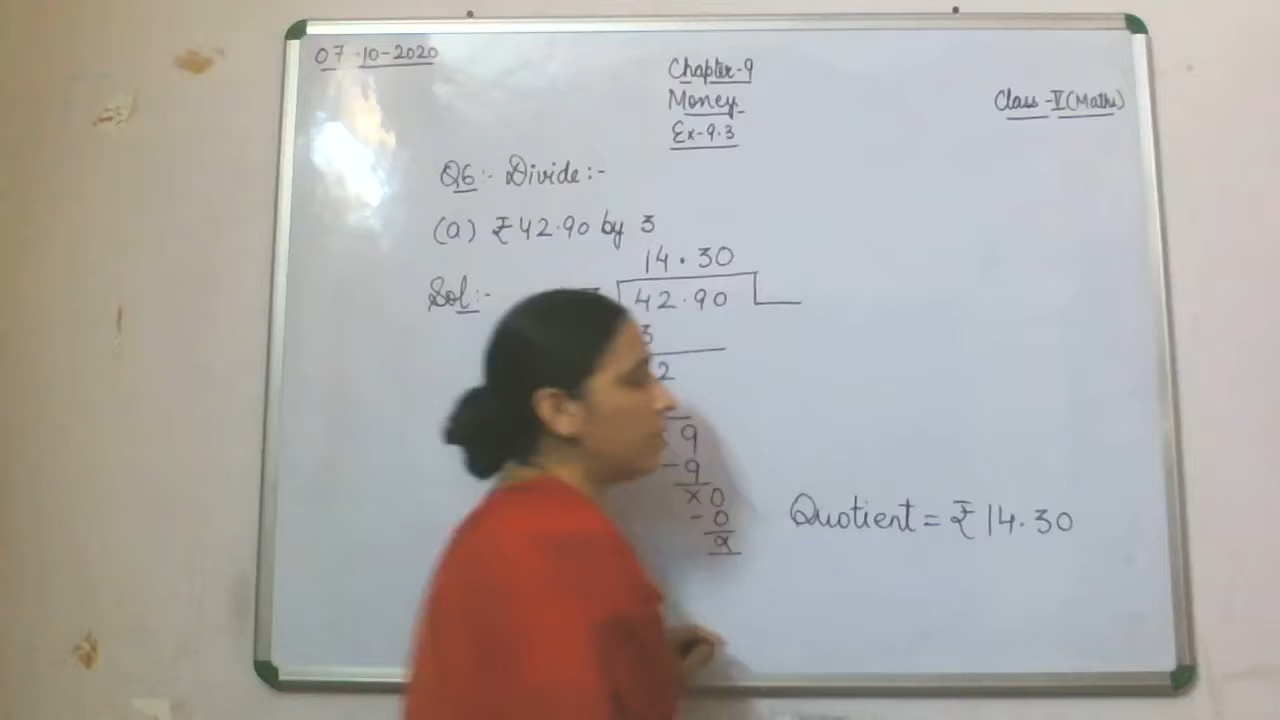 07-10-2020
Chapter-9
Money
Class-V (Maths)
Ex-9.3
Q6:- Divide:-
(a) ₹42.90 by 3
14.30
Sol:-
42.90
3
2
9
-9
x0
-0
x
Quotient = ₹14.30